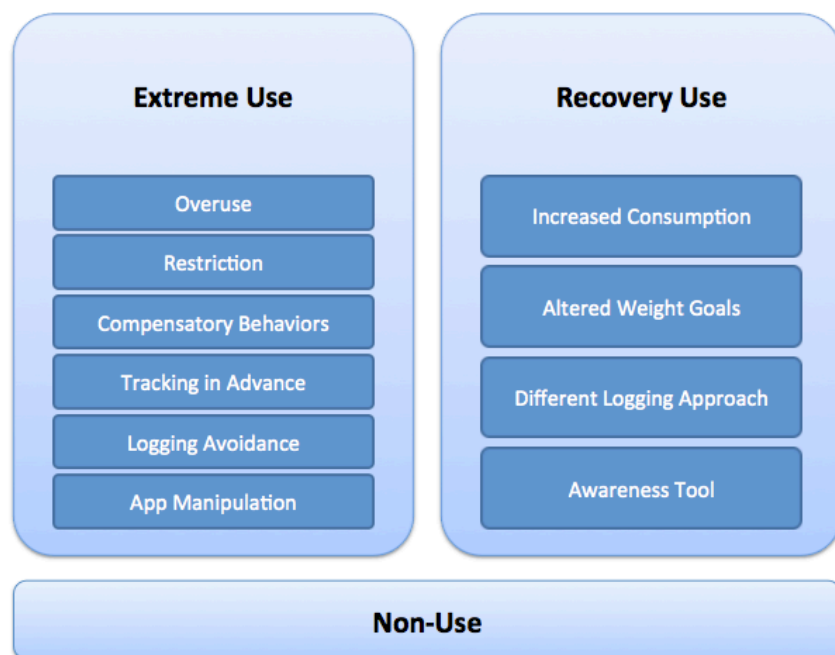 Extreme Use
Overuse
Restriction
Compensatory Behaviors
Tracking in Advance
Logging Avoidance
App Manipulation
Recovery Use
Increased Consumption
Altered Weight Goals
Different Logging Approach
Awareness Tool
Non-Use